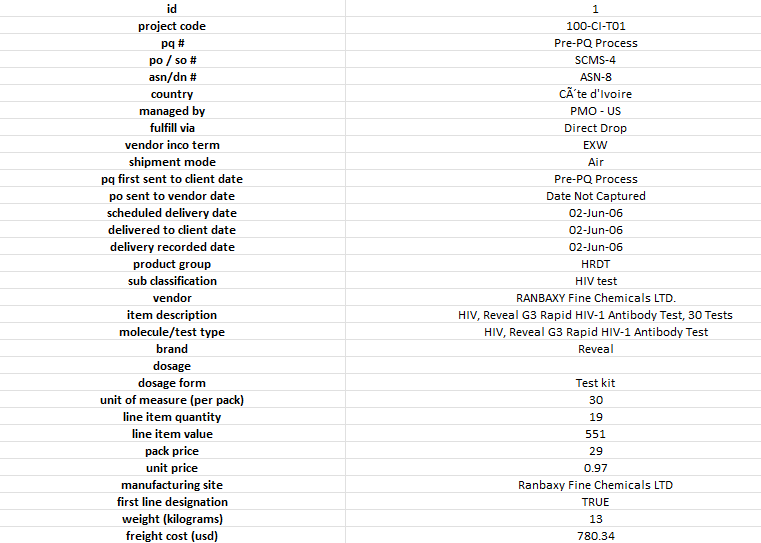 id 1
project code 100-CI-T01
pq # Pre-PQ Process
po / so # SCMS-4
asn/dn # ASN-8
country CÃ´te d'Ivoire
managed by PMO - US
fulfill via Direct Drop
vendor inco term EXW
shipment mode Air
pq first sent to client date Pre-PQ Process
po sent to vendor date Date Not Captured
scheduled delivery date 02-Jun-06
delivered to client date 02-Jun-06
delivery recorded date 02-Jun-06
product group HRDT
sub classification HIV test
vendor RANBAXY Fine Chemicals LTD.
item description HIV, Reveal G3 Rapid HIV-1 Antibody Test, 30 Tests
molecule/test type HIV, Reveal G3 Rapid HIV-1 Antibody Test
brand Reveal
dosage
dosage form Test kit
unit of measure (per pack) 30
line item quantity 19
line item value 551
pack price 29
unit price 0.97
manufacturing site Ranbaxy Fine Chemicals LTD
first line designation TRUE
weight (kilograms) 13
freight cost (usd) 780.34